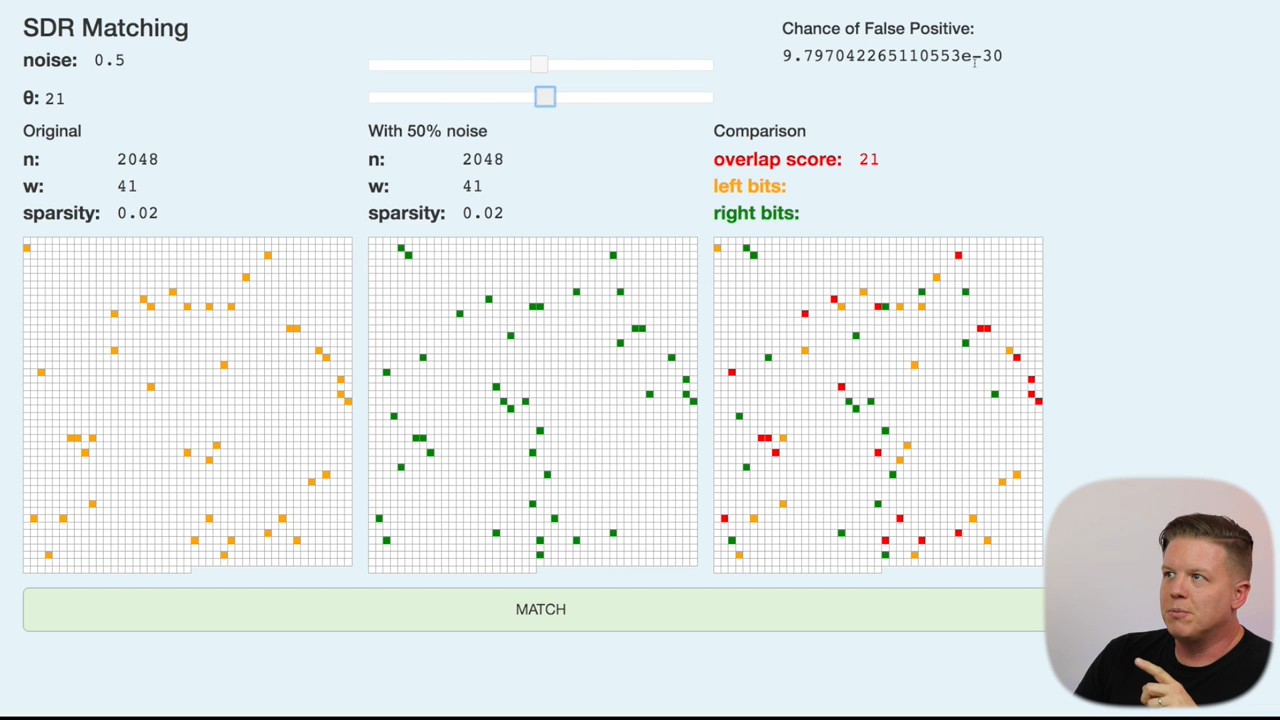 SDR Matching
noise: 0.5
θ: 21
Chance of False Positive:
9.797042265110553e-30
Original
n: 2048
w: 41
sparsity: 0.02
With 50% noise
n: 2048
w: 41
sparsity: 0.02
Comparison
overlap score: 21
left bits:
right bits:
MATCH